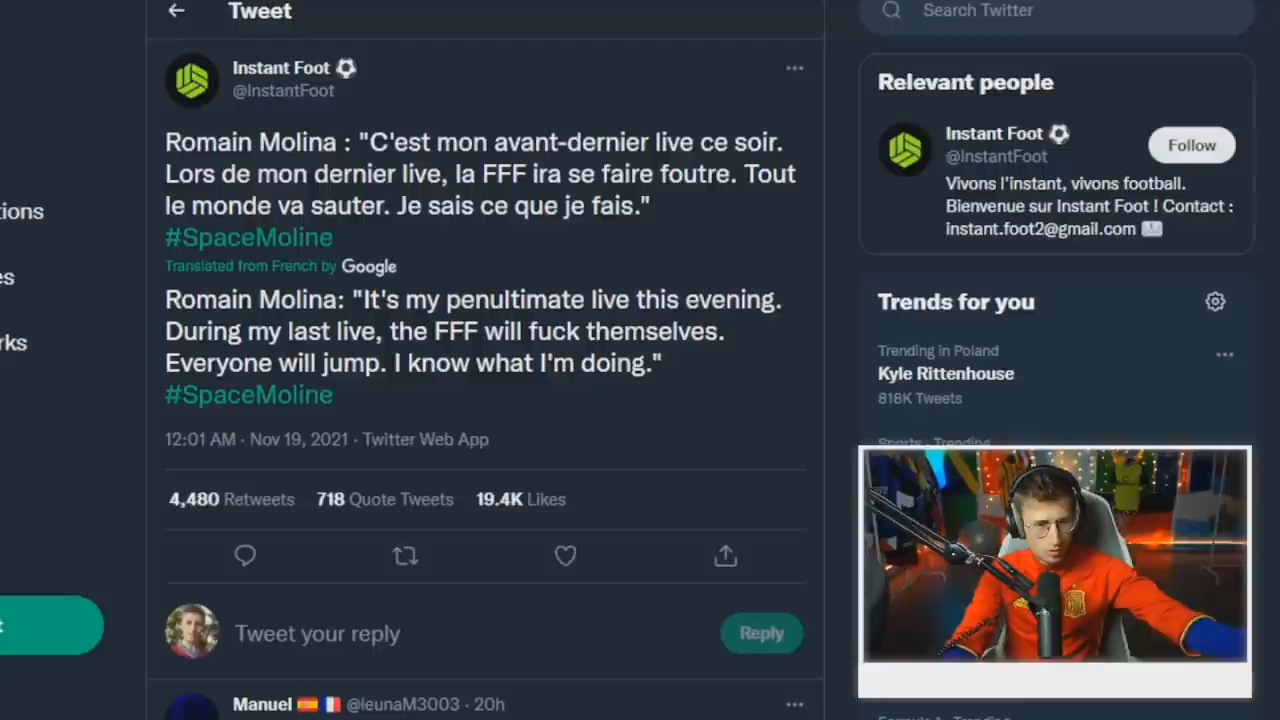 Tweet
Search Twitter
Instant Foot ⚽
@InstantFoot
Romain Molina : "C'est mon avant-dernier live ce soir.
Lors de mon dernier live, la FFF ira se faire foutre. Tout
le monde va sauter. Je sais ce que je fais."
#SpaceMoline
Translated from French by Google
Romain Molina: "It's my penultimate live this evening.
During my last live, the FFF will fuck themselves.
Everyone will jump. I know what I'm doing."
#SpaceMoline
12:01 AM · Nov 19, 2021 · Twitter Web App
4,480 Retweets 718 Quote Tweets 19.4K Likes
Tweet your reply
Reply
Manuel 🇪🇸 🇫🇷 @leunaM3003 · 20h
Relevant people
Instant Foot ⚽
@InstantFoot
Follow
Vivons l'instant, vivons football.
Bienvenue sur Instant Foot ! Contact :
instant.foot2@gmail.com
Trends for you
Trending in Poland
Kyle Rittenhouse
818K Tweets
Sports · Trending